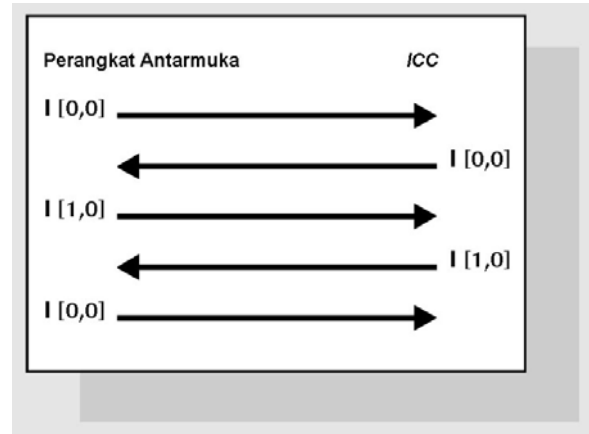 Perangkat Antarmuka ICC
I [0,0]
I [0,0]
I [1,0]
I [1,0]
I [0,0]